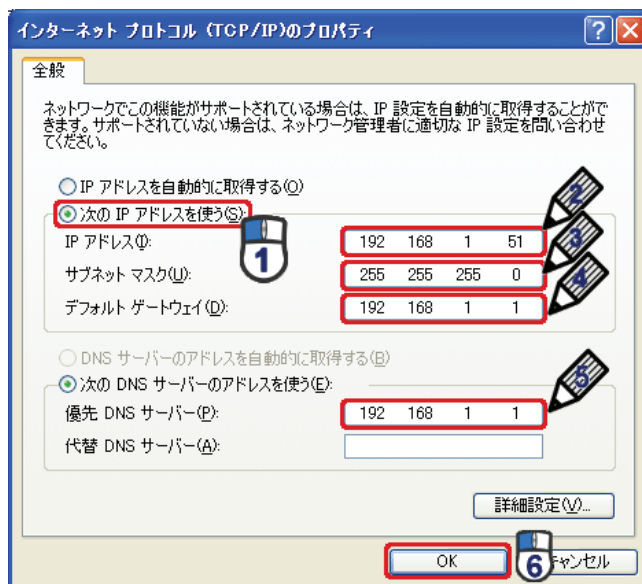 インターネット プロトコル (TCP/IP)のプロパティ
全般
ネットワークでこの機能がサポートされている場合は、IP 設定を自動的に取得することがで
きます。サポートされていない場合は、ネットワーク管理者に適切な IP 設定を問い合わせ
てください。
IP アドレスを自動的に取得する(O)
次の IP アドレスを使う(S):
1
2
IP アドレス(I): 192 168 1 51
3
サブネット マスク(U): 255 255 255 0
4
デフォルト ゲートウェイ(D): 192 168 1 1
DNS サーバーのアドレスを自動的に取得する(B)
次の DNS サーバーのアドレスを使う(E):
5
優先 DNS サーバー(P): 192 168 1 1
代替 DNS サーバー(A):
詳細設定(V)...
OK
6
ャンセル